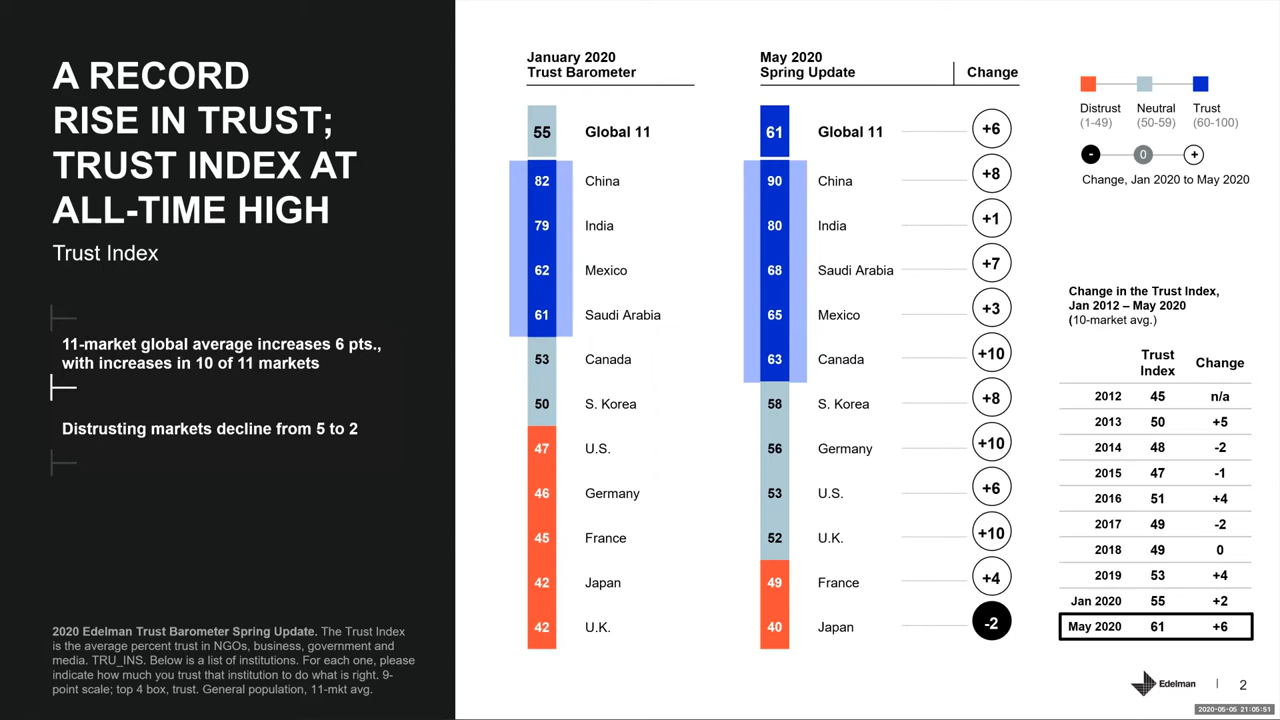 A RECORD
RISE IN TRUST;
TRUST INDEX AT
ALL-TIME HIGH
Trust Index
11-market global average increases 6 pts.,
with increases in 10 of 11 markets
Distrusting markets decline from 5 to 2
2020 Edelman Trust Barometer Spring Update. The Trust Index
is the average percent trust in NGOs, business, government and
media. TRU_INS. Below is a list of institutions. For each one, please
indicate how much you trust that institution to do what is right. 9-
point scale; top 4 box, trust. General population, 11-mkt avg.
January 2020
Trust Barometer
55 Global 11
82 China
79 India
62 Mexico
61 Saudi Arabia
53 Canada
50 S. Korea
47 U.S.
46 Germany
45 France
42 Japan
42 U.K.
May 2020
Spring Update Change
61 Global 11 +6
90 China +8
80 India +1
68 Saudi Arabia +7
65 Mexico +3
63 Canada +10
58 S. Korea +8
56 Germany +10
53 U.S. +6
52 U.K. +10
49 France +4
40 Japan -2
Distrust Neutral Trust
(1-49) (50-59) (60-100)
- 0 +
Change, Jan 2020 to May 2020
Change in the Trust Index,
Jan 2012 – May 2020
(10-market avg.)
Trust
Index Change
2012 45 n/a
2013 50 +5
2014 48 -2
2015 47 -1
2016 51 +4
2017 49 -2
2018 49 0
2019 53 +4
Jan 2020 55 +2
May 2020 61 +6
Edelman | 2
2020-05-05 21:05:51